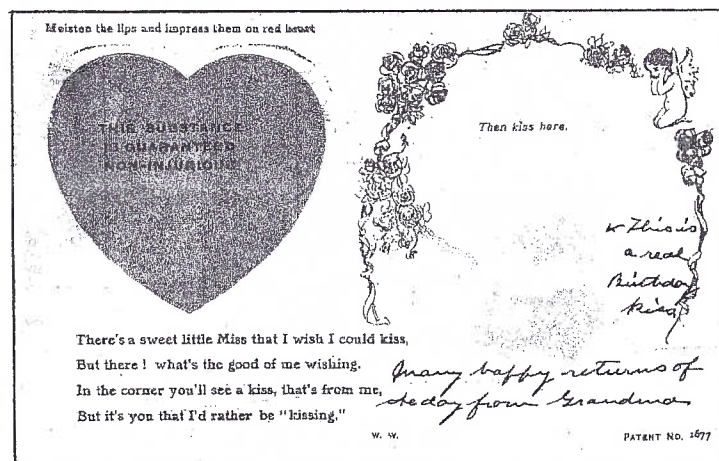 Moisten the lips and impress them on red heart
THIS SUBSTANCE
IS GUARANTEED
NON-INJURIOUS
Then kiss here.
This is
a real
Birthday
kiss
There's a sweet little Miss that I wish I could kiss,
But there! what's the good of me wishing.
In the corner you'll see a kiss, that's from me,
But it's you that I'd rather be "kissing."
Many happy returns of
the day from Grandma
W. W.
PATENT NO. 1677